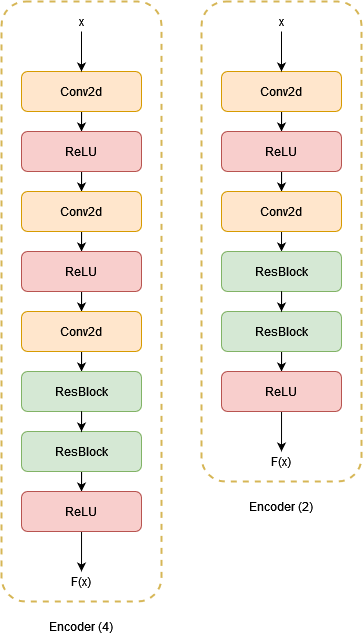 x
Conv2d
ReLU
Conv2d
ReLU
Conv2d
ResBlock
ResBlock
ReLU
F(x)
Encoder (4)
x
Conv2d
ReLU
Conv2d
ResBlock
ResBlock
ReLU
F(x)
Encoder (2)